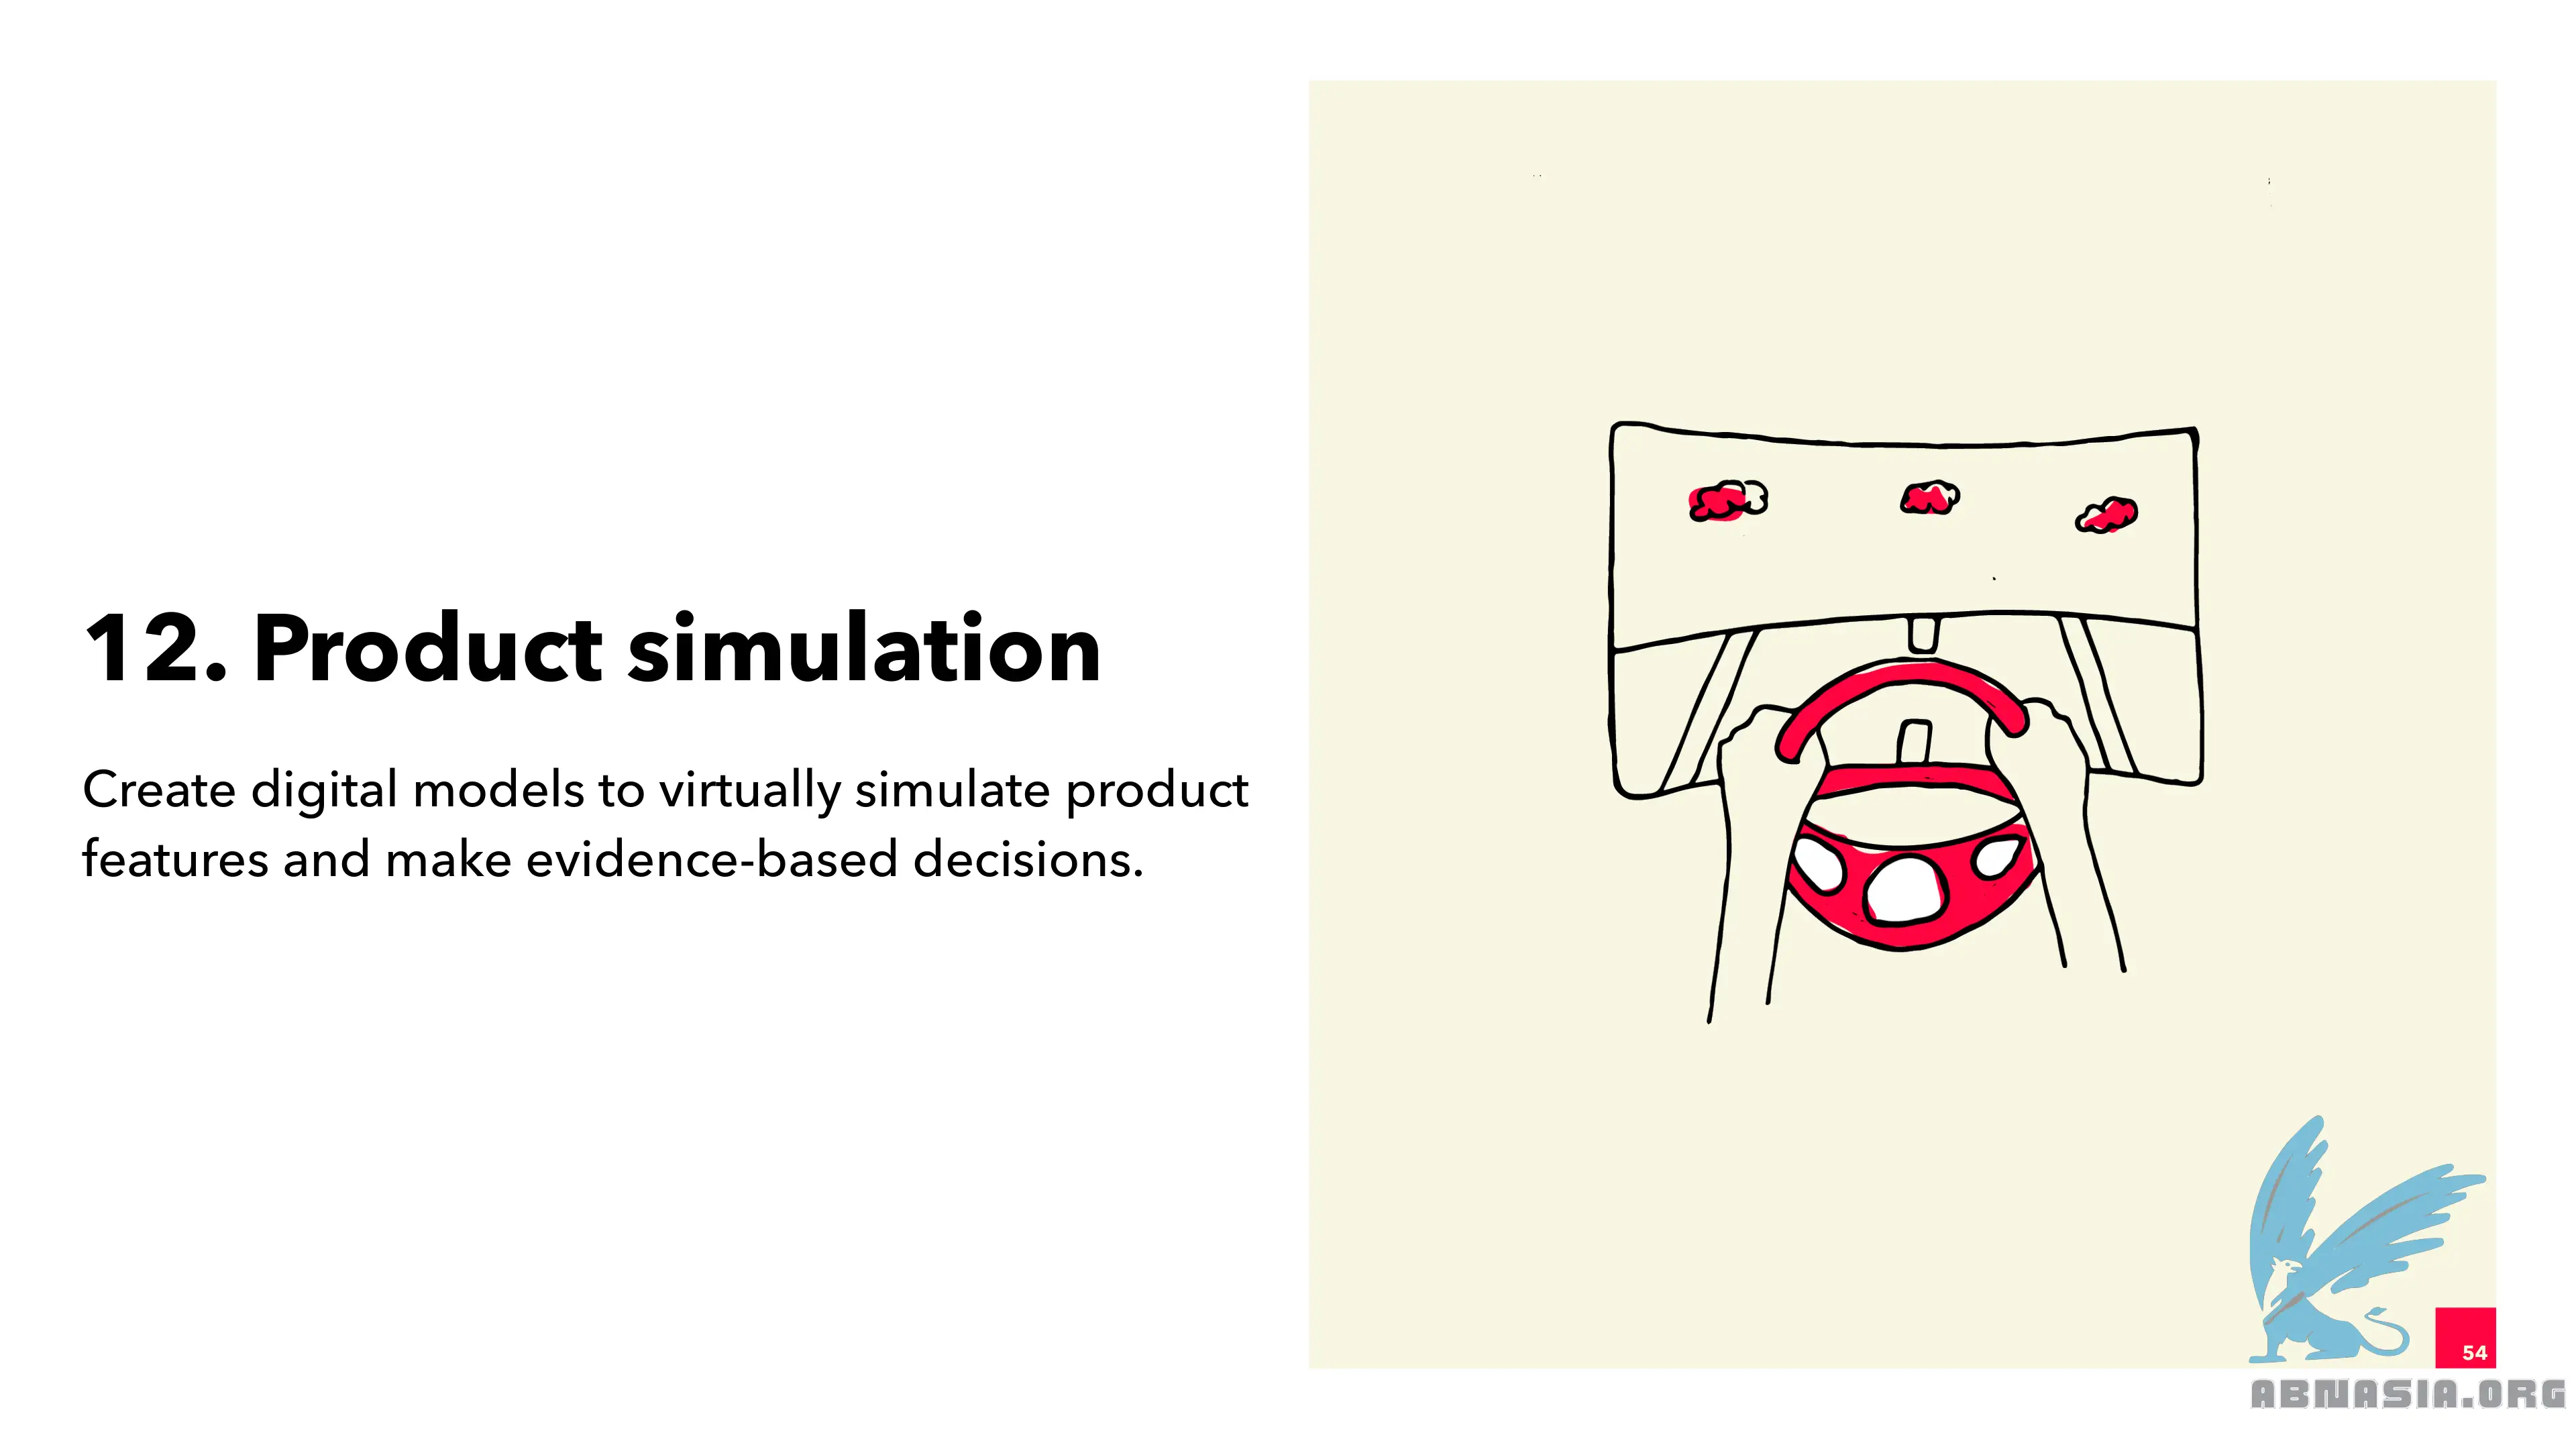 12. Product simulation
Create digital models to virtually simulate product
features and make evidence-based decisions.
54
ABNASIA.ORG